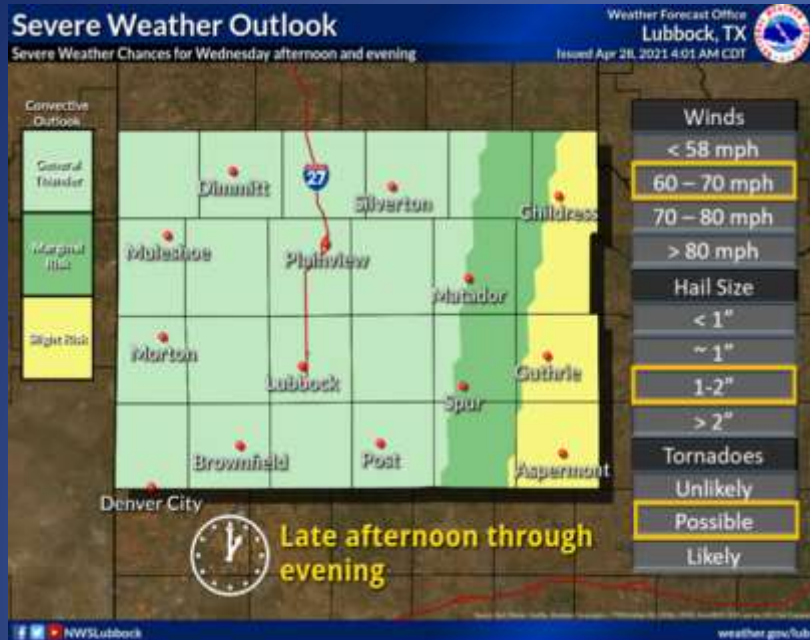 Severe Weather Outlook
Severe Weather Chances for Wednesday afternoon and evening
Weather Forecast Office
Lubbock, TX
Issued Apr 28, 2021 4:01 AM CDT
Convective
Outlook
General
Thunder
Marginal
Risk
Slight Risk
27
Dimmitt
Silverton
Childress
Muleshoe
Plainview
Matador
Morton
Lubbock
Spur
Guthrie
Brownfield
Post
Aspermont
Denver City
Late afternoon through
evening
Winds
< 58 mph
60 – 70 mph
70 – 80 mph
> 80 mph
Hail Size
< 1”
~ 1”
1-2”
> 2”
Tornadoes
Unlikely
Possible
Likely
NWSLubbock